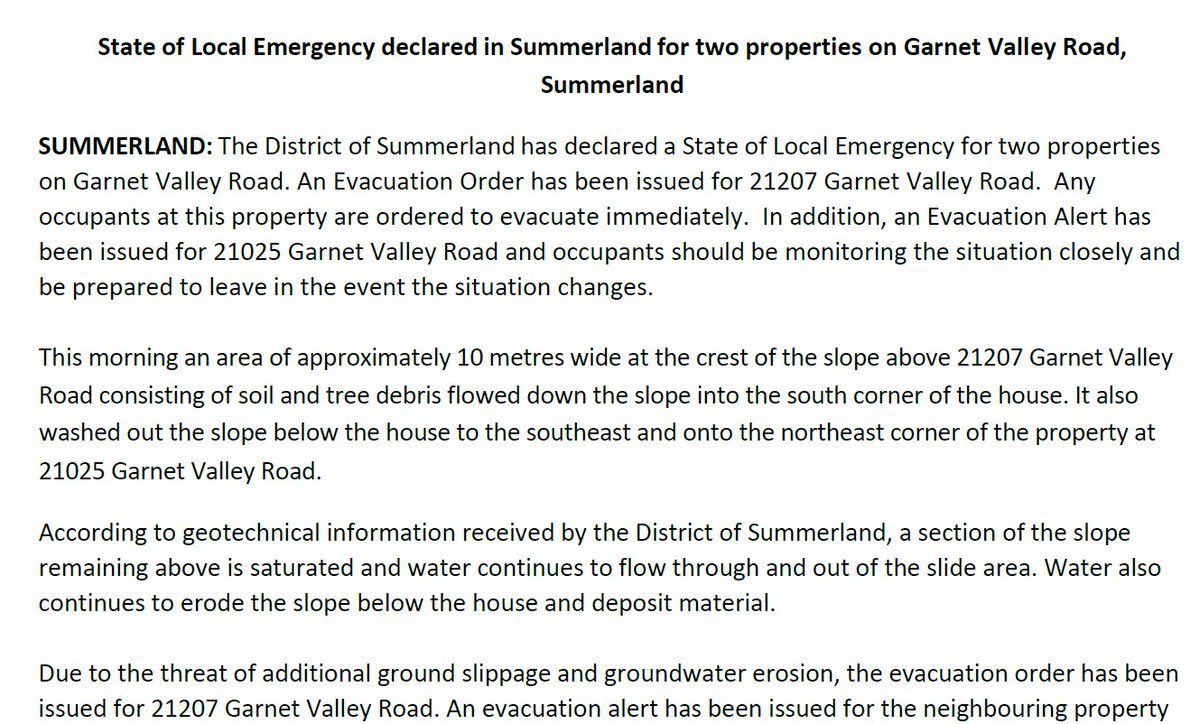 State of Local Emergency declared in Summerland for two properties on Garnet Valley Road,
Summerland
SUMMERLAND: The District of Summerland has declared a State of Local Emergency for two properties
on Garnet Valley Road. An Evacuation Order has been issued for 21207 Garnet Valley Road.  Any
occupants at this property are ordered to evacuate immediately.  In addition, an Evacuation Alert has
been issued for 21025 Garnet Valley Road and occupants should be monitoring the situation closely and
be prepared to leave in the event the situation changes.
This morning an area of approximately 10 metres wide at the crest of the slope above 21207 Garnet Valley
Road consisting of soil and tree debris flowed down the slope into the south corner of the house. It also
washed out the slope below the house to the southeast and onto the northeast corner of the property at
21025 Garnet Valley Road.
According to geotechnical information received by the District of Summerland, a section of the slope
remaining above is saturated and water continues to flow through and out of the slide area. Water also
continues to erode the slope below the house and deposit material.
Due to the threat of additional ground slippage and groundwater erosion, the evacuation order has been
issued for 21207 Garnet Valley Road. An evacuation alert has been issued for the neighbouring property